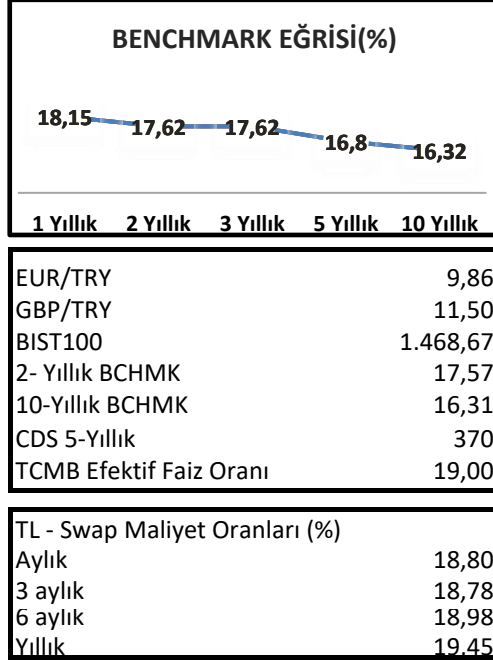 BENCHMARK EĞRİSİ(%)
18,15 17,62 17,62 16,8 16,32
1 Yıllık 2 Yıllık 3 Yıllık 5 Yıllık 10 Yıllık
EUR/TRY 9,86
GBP/TRY 11,50
BIST100 1.468,67
2- Yıllık BCHMK 17,57
10-Yıllık BCHMK 16,31
CDS 5-Yıllık 370
TCMB Efektif Faiz Oranı 19,00
TL - Swap Maliyet Oranları (%)
Aylık 18,80
3 aylık 18,78
6 aylık 18,98
Yıllık 19,45